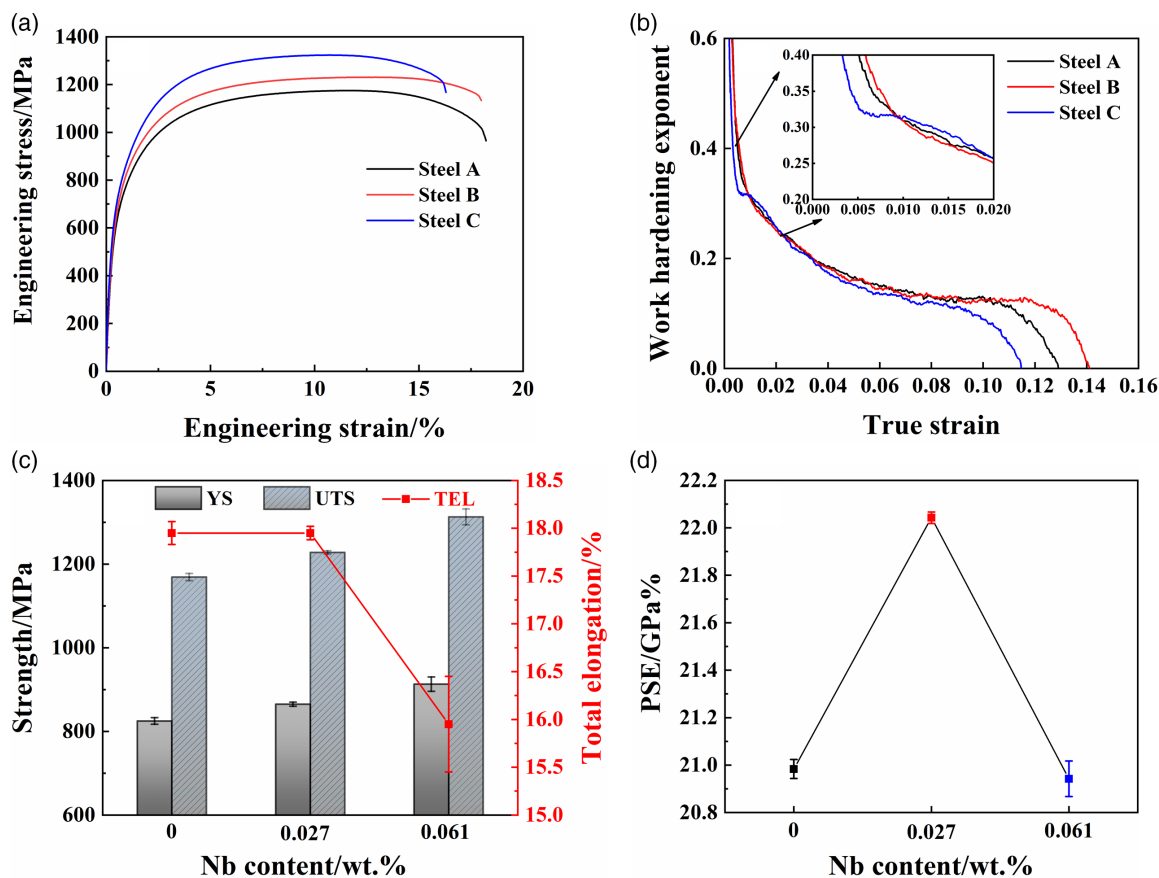 (a)
1400
1200
1000
800
600
400
200
0
Engineering stress/MPa
Steel A
Steel B
Steel C
0 5 10 15 20
Engineering strain/%
(b)
0.6
0.4
0.2
0.0
Work hardening exponent
0.40
0.35
0.30
0.25
0.20
0.000 0.005 0.010 0.015 0.020
Steel A
Steel B
Steel C
0.00 0.02 0.04 0.06 0.08 0.10 0.12 0.14 0.16
True strain
(c)
1400
1200
1000
800
600
Strength/MPa
YS UTS TEL
18.5
18.0
17.5
17.0
16.5
16.0
15.5
15.0
Total elongation/%
0 0.027 0.061
Nb content/wt.%
(d)
22.2
22.0
21.8
21.6
21.4
21.2
21.0
20.8
PSE/GPa%
0 0.027 0.061
Nb content/wt.%